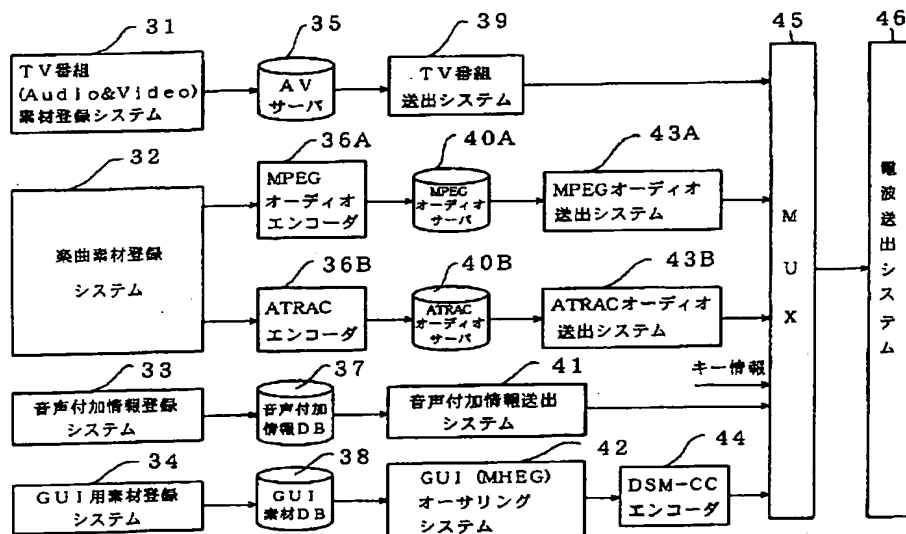 31
TV番組
(Audio&Video)
素材登録システム
35
AV
サーバ
39
TV番組
送出システム
45
MUX
46
電波送出システム
32
楽曲素材登録
システム
36A
MPEG
オーディオ
エンコーダ
40A
MPEG
オーディオ
サーバ
43A
MPEGオーディオ
送出システム
36B
ATRAC
エンコーダ
40B
ATRAC
オーディオ
サーバ
43B
ATRACオーディオ
送出システム
キー情報
33
音声付加情報登録
システム
37
音声付加
情報DB
41
音声付加情報送出
システム
34
GUI用素材登録
システム
38
GUI
素材DB
42
GUI(MHEG)
オーサリング
システム
44
DSM-CC
エンコーダ